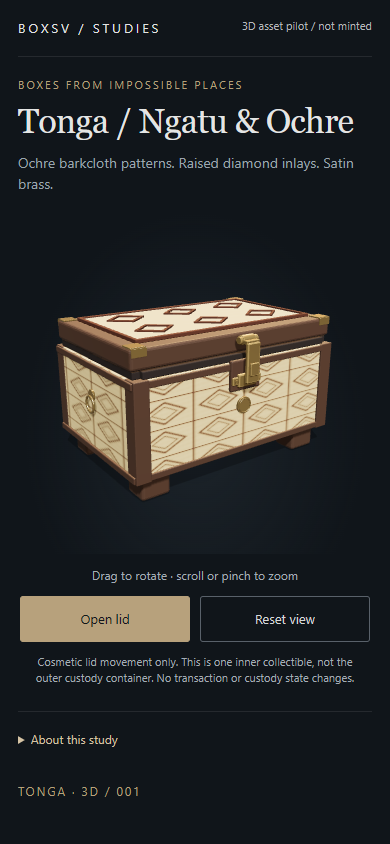 BOXSV / STUDIES
3D asset pilot / not minted
BOXES FROM IMPOSSIBLE PLACES
Tonga / Ngatu & Ochre
Ochre barkcloth patterns. Raised diamond inlays. Satin
brass.
Drag to rotate · scroll or pinch to zoom
Open lid
Reset view
Cosmetic lid movement only. This is one inner collectible, not the
outer custody container. No transaction or custody state changes.
About this study
TONGA · 3D / 001